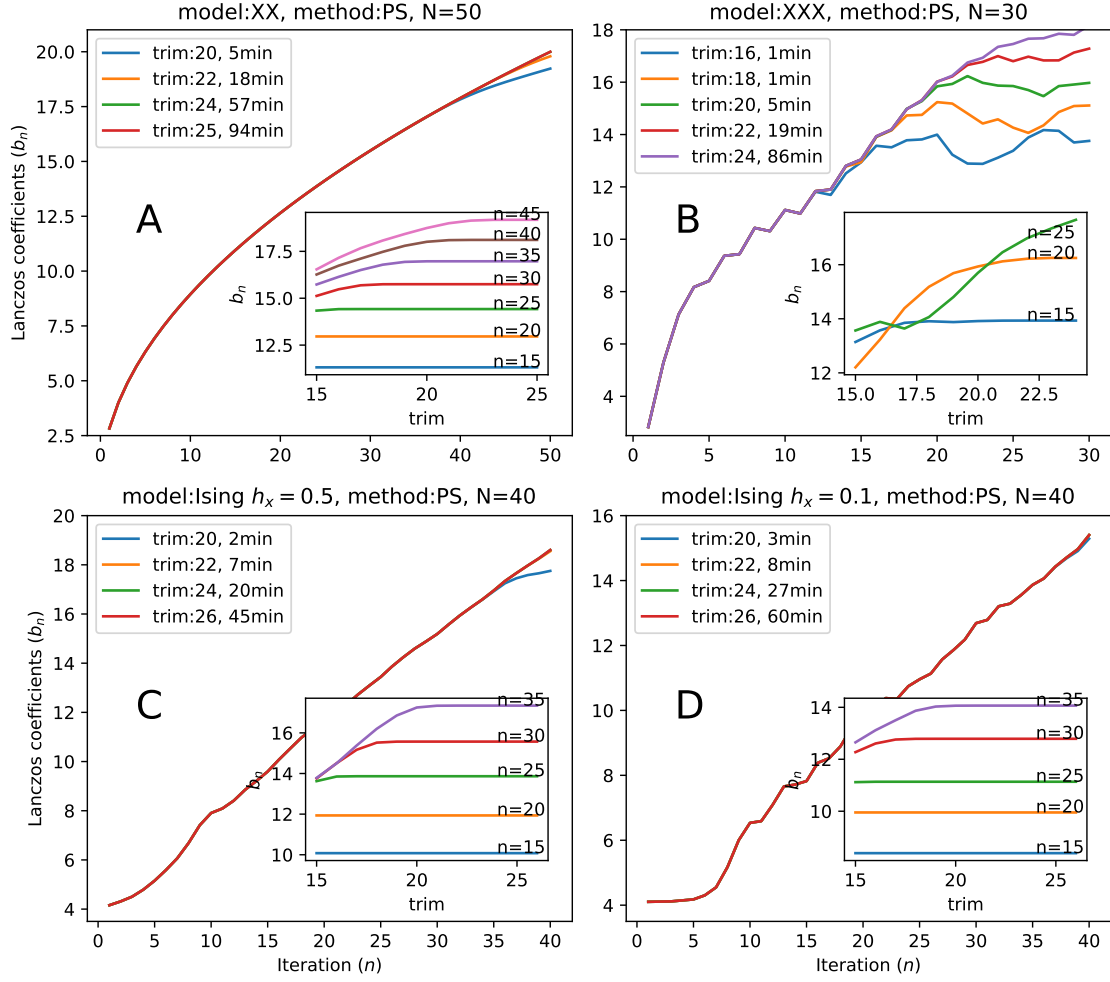 model:XX, method:PS, N=50
20.0
17.5
15.0
12.5
10.0
7.5
5.0
2.5
Lanczos coefficients (bₙ)
trim:20, 5min
trim:22, 18min
trim:24, 57min
trim:25, 94min
A
17.5
15.0
12.5
bₙ
n=45
n=40
n=35
n=30
n=25
n=20
n=15
15
20
25
trim
0
10
20
30
40
50
model:XXX, method:PS, N=30
18
16
14
12
10
8
6
4
trim:16, 1min
trim:18, 1min
trim:20, 5min
trim:22, 19min
trim:24, 86min
B
16
14
12
bₙ
n=25
n=20
n=15
15.0
17.5
20.0
22.5
trim
0
5
10
15
20
25
30
model:Ising hₓ = 0.5, method:PS, N=40
20
18
16
14
12
10
8
6
4
Lanczos coefficients (bₙ)
trim:20, 2min
trim:22, 7min
trim:24, 20min
trim:26, 45min
C
16
14
12
10
bₙ
n=35
n=30
n=25
n=20
n=15
15
20
25
trim
0
5
10
15
20
25
30
35
40
Iteration (n)
model:Ising hₓ = 0.1, method:PS, N=40
16
14
12
10
8
6
4
trim:20, 3min
trim:22, 8min
trim:24, 27min
trim:26, 60min
D
14
12
10
bₙ
n=35
n=30
n=25
n=20
n=15
15
20
25
trim
0
5
10
15
20
25
30
35
40
Iteration (n)